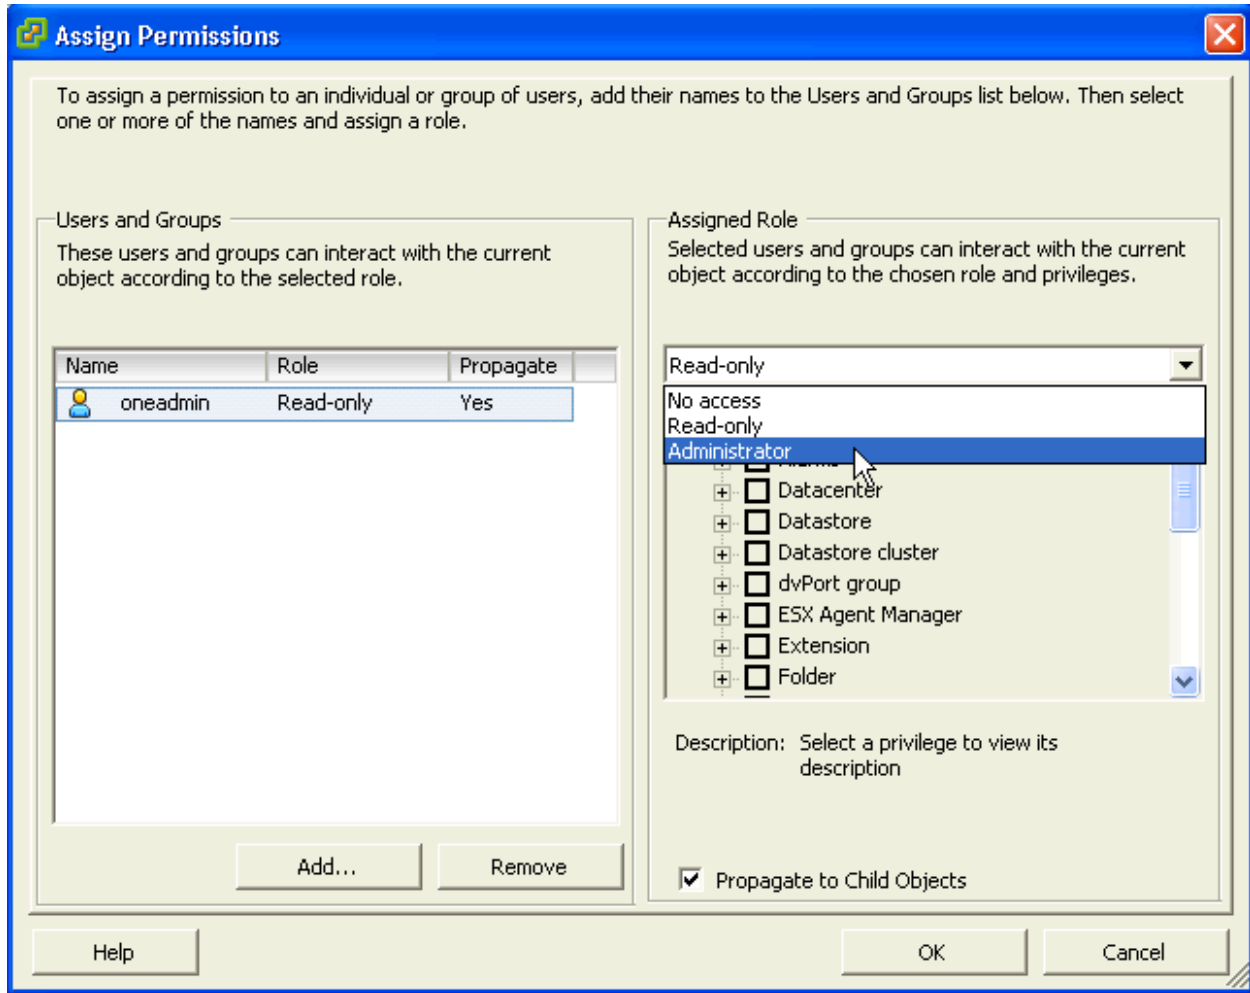 Assign Permissions
To assign a permission to an individual or group of users, add their names to the Users and Groups list below. Then select
one or more of the names and assign a role.
Users and Groups
These users and groups can interact with the current
object according to the selected role.
Name Role Propagate
oneadmin Read-only Yes
Add... Remove
Assigned Role
Selected users and groups can interact with the current
object according to the chosen role and privileges.
Read-only
No access
Read-only
Administrator
Alarms
Datacenter
Datastore
Datastore cluster
dvPort group
ESX Agent Manager
Extension
Folder
Description: Select a privilege to view its
description
Propagate to Child Objects
Help OK Cancel